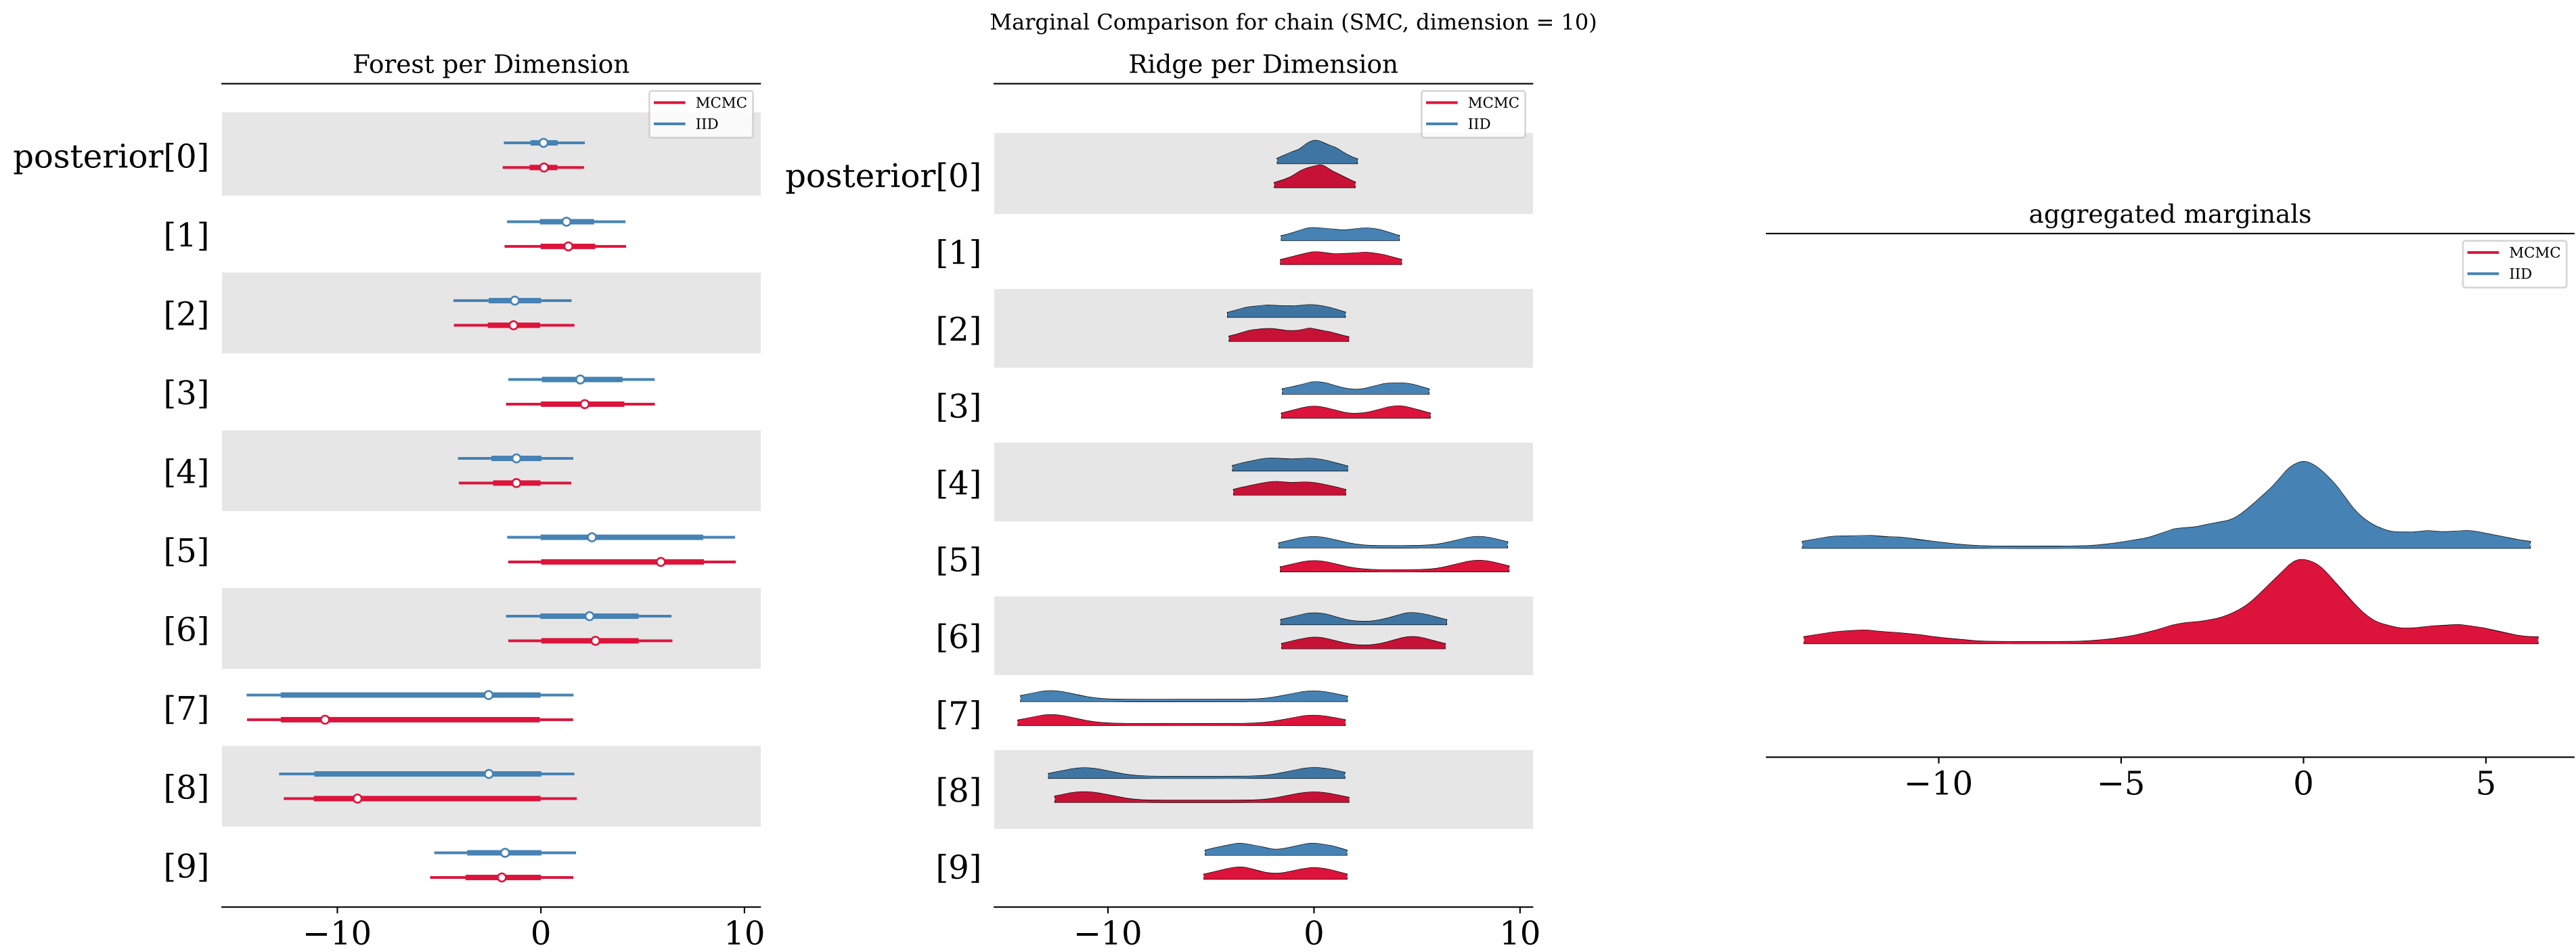 Marginal Comparison for chain (SMC, dimension = 10)
Forest per Dimension
MCMC
IID
posterior[0]
[1]
[2]
[3]
[4]
[5]
[6]
[7]
[8]
[9]
−10 0 10
Ridge per Dimension
MCMC
IID
posterior[0]
[1]
[2]
[3]
[4]
[5]
[6]
[7]
[8]
[9]
−10 0 10
aggregated marginals
MCMC
IID
−10 −5 0 5